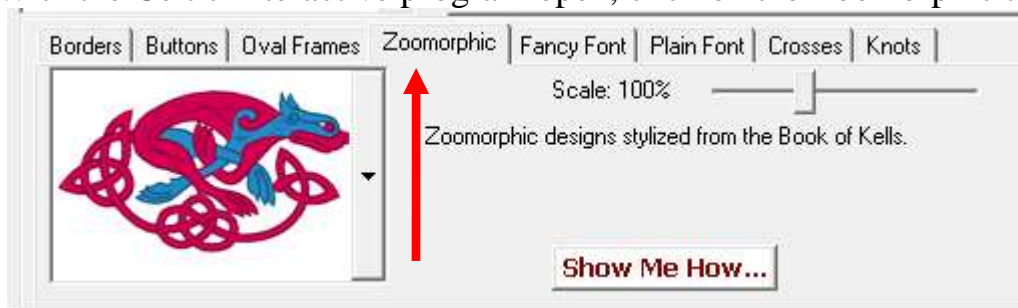 Borders Buttons Oval Frames Zoomorphic Fancy Font Plain Font Crosses Knots
Scale: 100%
Zoomorphic designs stylized from the Book of Kells.
Show Me How...